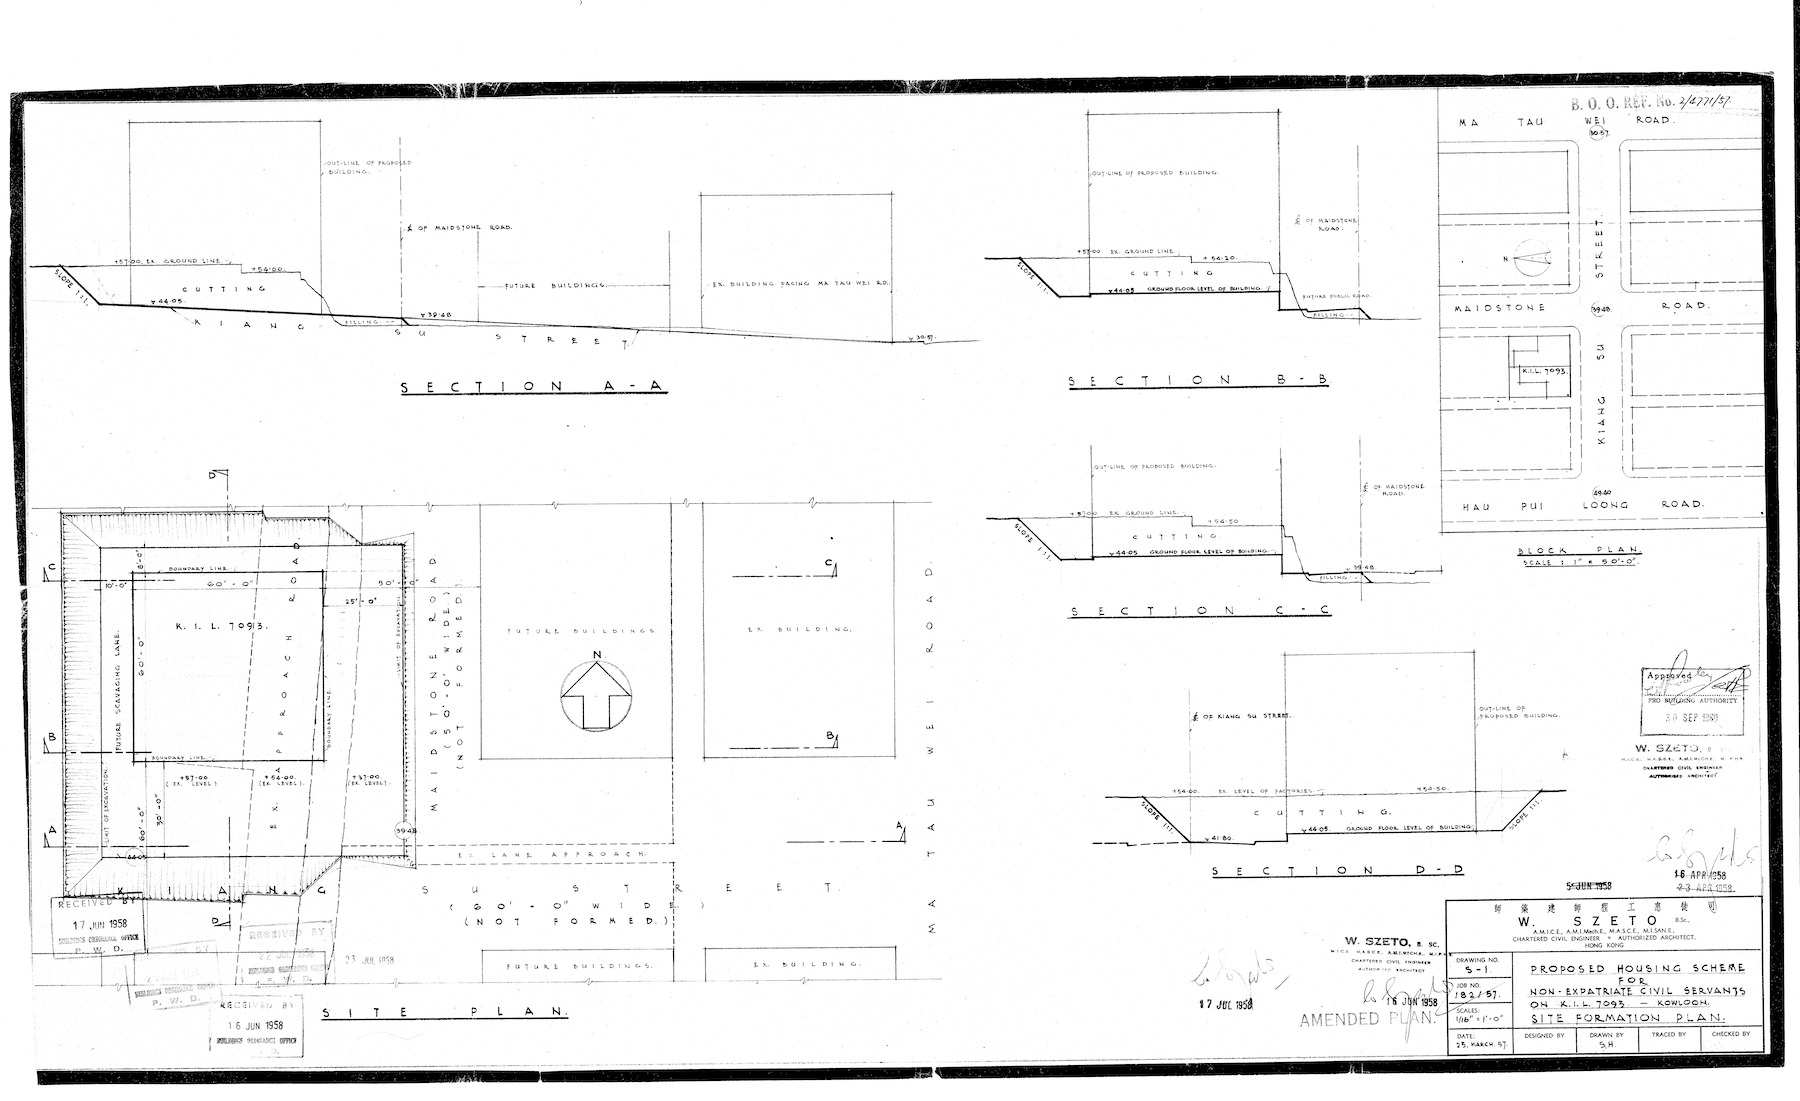 B. O. O. REF. No. 2/4771/57.
OUT-LINE OF PROPOSED
BUILDING.
℄ OF MAIDSTONE ROAD.
+57·00 EX. GROUND LINE
+54·00.
SLOPE 1:1.
CUTTING
44·05.
FUTURE BUILDINGS.
EX. BUILDING FACING MA TAU WEI RD.
39·48
FILLING
30·57.
KIANG SU STREET.
SECTION A-A
OUT-LINE OF PROPOSED BUILDING.
OF MAIDSTONE
ROAD.
+57·00 EX. GROUND LINE
+54·20.
SLOPE 1:1.
CUTTING
44·05 GROUND FLOOR LEVEL OF BUILDING.
FUTURE PUBLIC ROAD.
FILLING
SECTION B-B.
MA TAU WEI ROAD.
30·57.
N
KIANG SU STREET.
MAIDSTONE ROAD.
39·48
K.I.L. 7093.
49·40
HAU PUI LOONG ROAD.
BLOCK PLAN.
SCALE : 1" = 50'-0".
OUT-LINE OF PROPOSED BUILDING.
℄ OF MAIDSTONE
ROAD.
+57·00 EX. GROUND LINE
+54·50
SLOPE 1:1.
CUTTING.
44·05 GROUND FLOOR LEVEL OF BUILDING.
39·48.
FILLING
SECTION C-C
D
C
C
BOUNDARY LINE.
8'-0"
10'-0"
60'-0"
50'-0"
25'-0"
K. I. L. 7093.
60'-0"
FUTURE SCAVAGING LANE.
EX. APPROACH ROAD.
BOUNDARY LINE.
LIMIT OF EXCAVATION
MAIDSTONE ROAD
(50'-0" WIDE)
(NOT FORMED.)
FUTURE BUILDINGS
N
EX. BUILDING.
MA TAU WEI ROAD.
B
B
BOUNDARY LINE.
+57·00
(EX. LEVEL)
+54·00.
(EX. LEVEL).
+37·00
(EX. LEVEL).
LIMIT OF EXCAVATION
60'-0"
30'-0"
A
A
39·48
44·05
EX. LANE APPROACH.
KIANG SU STREET.
(60'-0" WIDE.)
(NOT FORMED.)
D
FUTURE BUILDINGS.
EX. BUILDING.
SITE PLAN.
RECEIVED BY
17 JUN 1958
BUILDINGS ORDINANCE OFFICE
P. W. D.
P. W. D.
RECEIVED BY
23 JUL 1958
RECEIVED BY
16 JUN 1958
BUILDINGS ORDINANCE OFFICE
℄ OF KIANG SU STREET.
OUT-LINE OF
PROPOSED BUILDING.
+54·00. EX. LEVEL OF FACTORIES.
+54·50.
SLOPE 1:1.
CUTTING.
SLOPE 1:1.
41·80.
44·05. GROUND FLOOR LEVEL OF BUILDING.
SECTION D-D
Approved
PRO BUILDING AUTHORITY
30 SEP
W. SZETO, B. SC.
CHARTERED CIVIL ENGINEER
AUTHORISED ARCHITECT
16 APR 1958
23 APR 1958.
5 JUN 1958
W. SZETO, B. SC.
CHARTERED CIVIL ENGINEER
AUTHORISED ARCHITECT
17 JUL 1958
16 JUN 1958
AMENDED PLAN.
師築建師程工惠徒司
W. SZETO B.Sc.,
A.M.I.C.E., A.M.I.Mech.E., M.A.S.C.E., M.I.SAN.E.,
CHARTERED CIVIL ENGINEER + AUTHORIZED ARCHITECT.
HONG KONG
DRAWING NO.
S-1
JOB NO.
182/57.
SCALES:
1/16" = 1'-0"
DATE:
25. MARCH. 57.
PROPOSED HOUSING SCHEME
FOR
NON-EXPATRIATE CIVIL SERVANTS
ON K.I.L. 7093 — KOWLOON.
SITE FORMATION PLAN.
DESIGNED BY
DRAWN BY
S.H.
TRACED BY
CHECKED BY